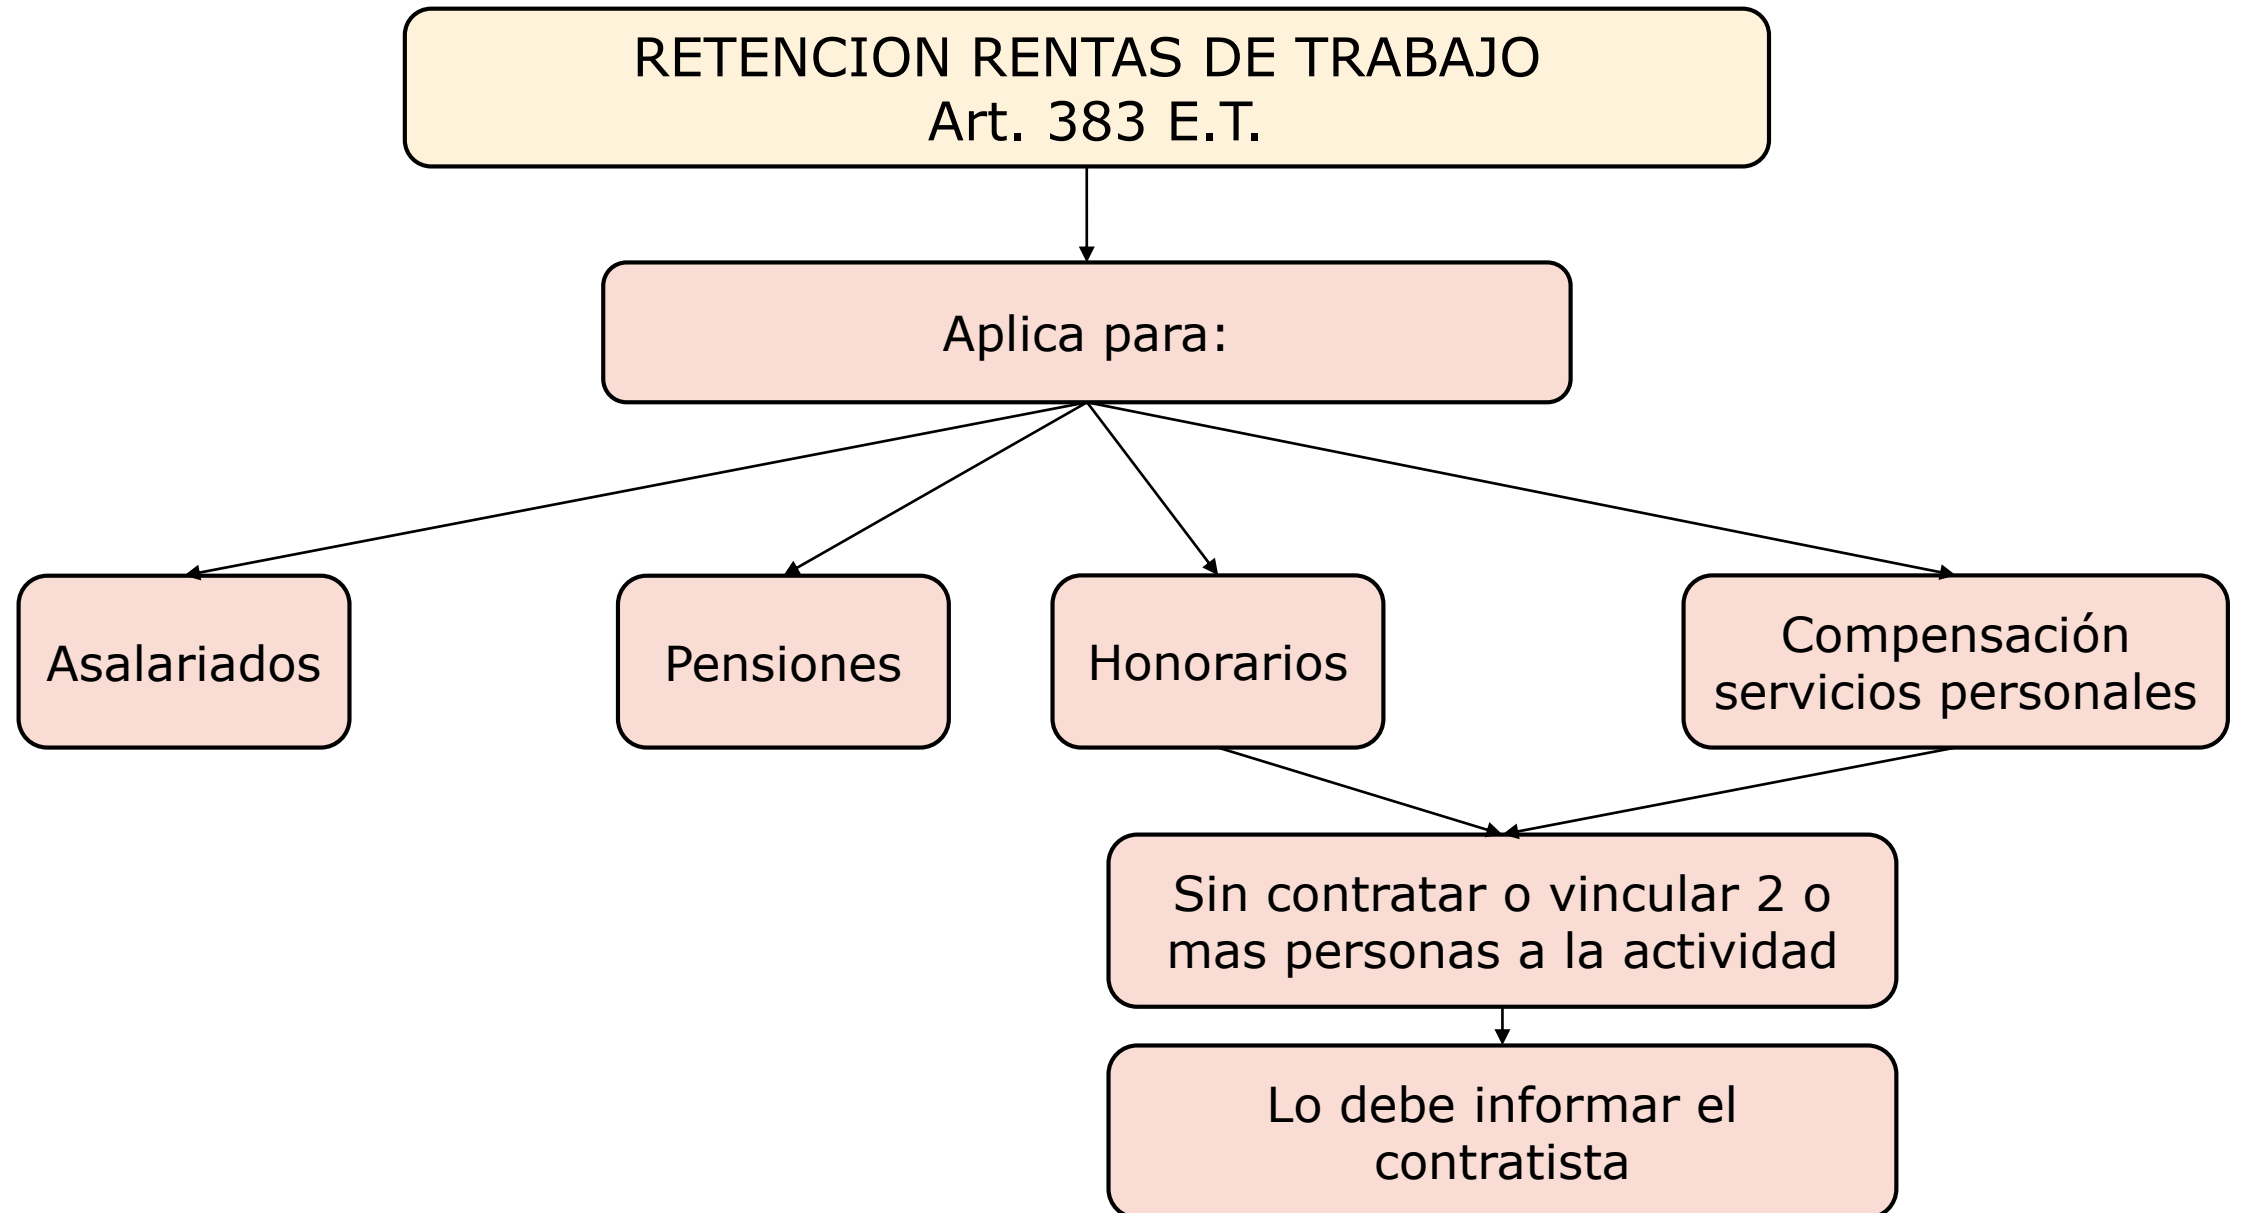 RETENCION RENTAS DE TRABAJO
Art. 383 E.T.
Aplica para:
Asalariados
Pensiones
Honorarios
Compensación
servicios personales
Sin contratar o vincular 2 o
mas personas a la actividad
Lo debe informar el
contratista